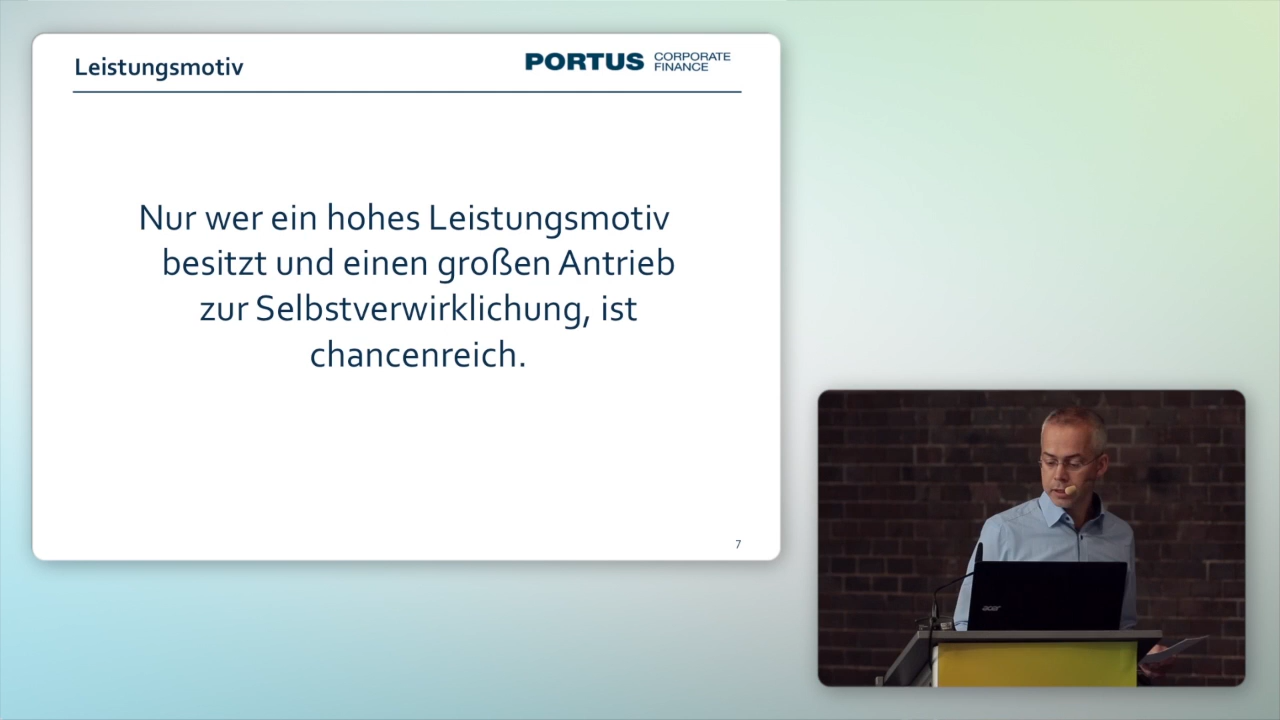 Leistungsmotiv
PORTUS CORPORATE
FINANCE
Nur wer ein hohes Leistungsmotiv
besitzt und einen großen Antrieb
zur Selbstverwirklichung, ist
chancenreich.
7
acer